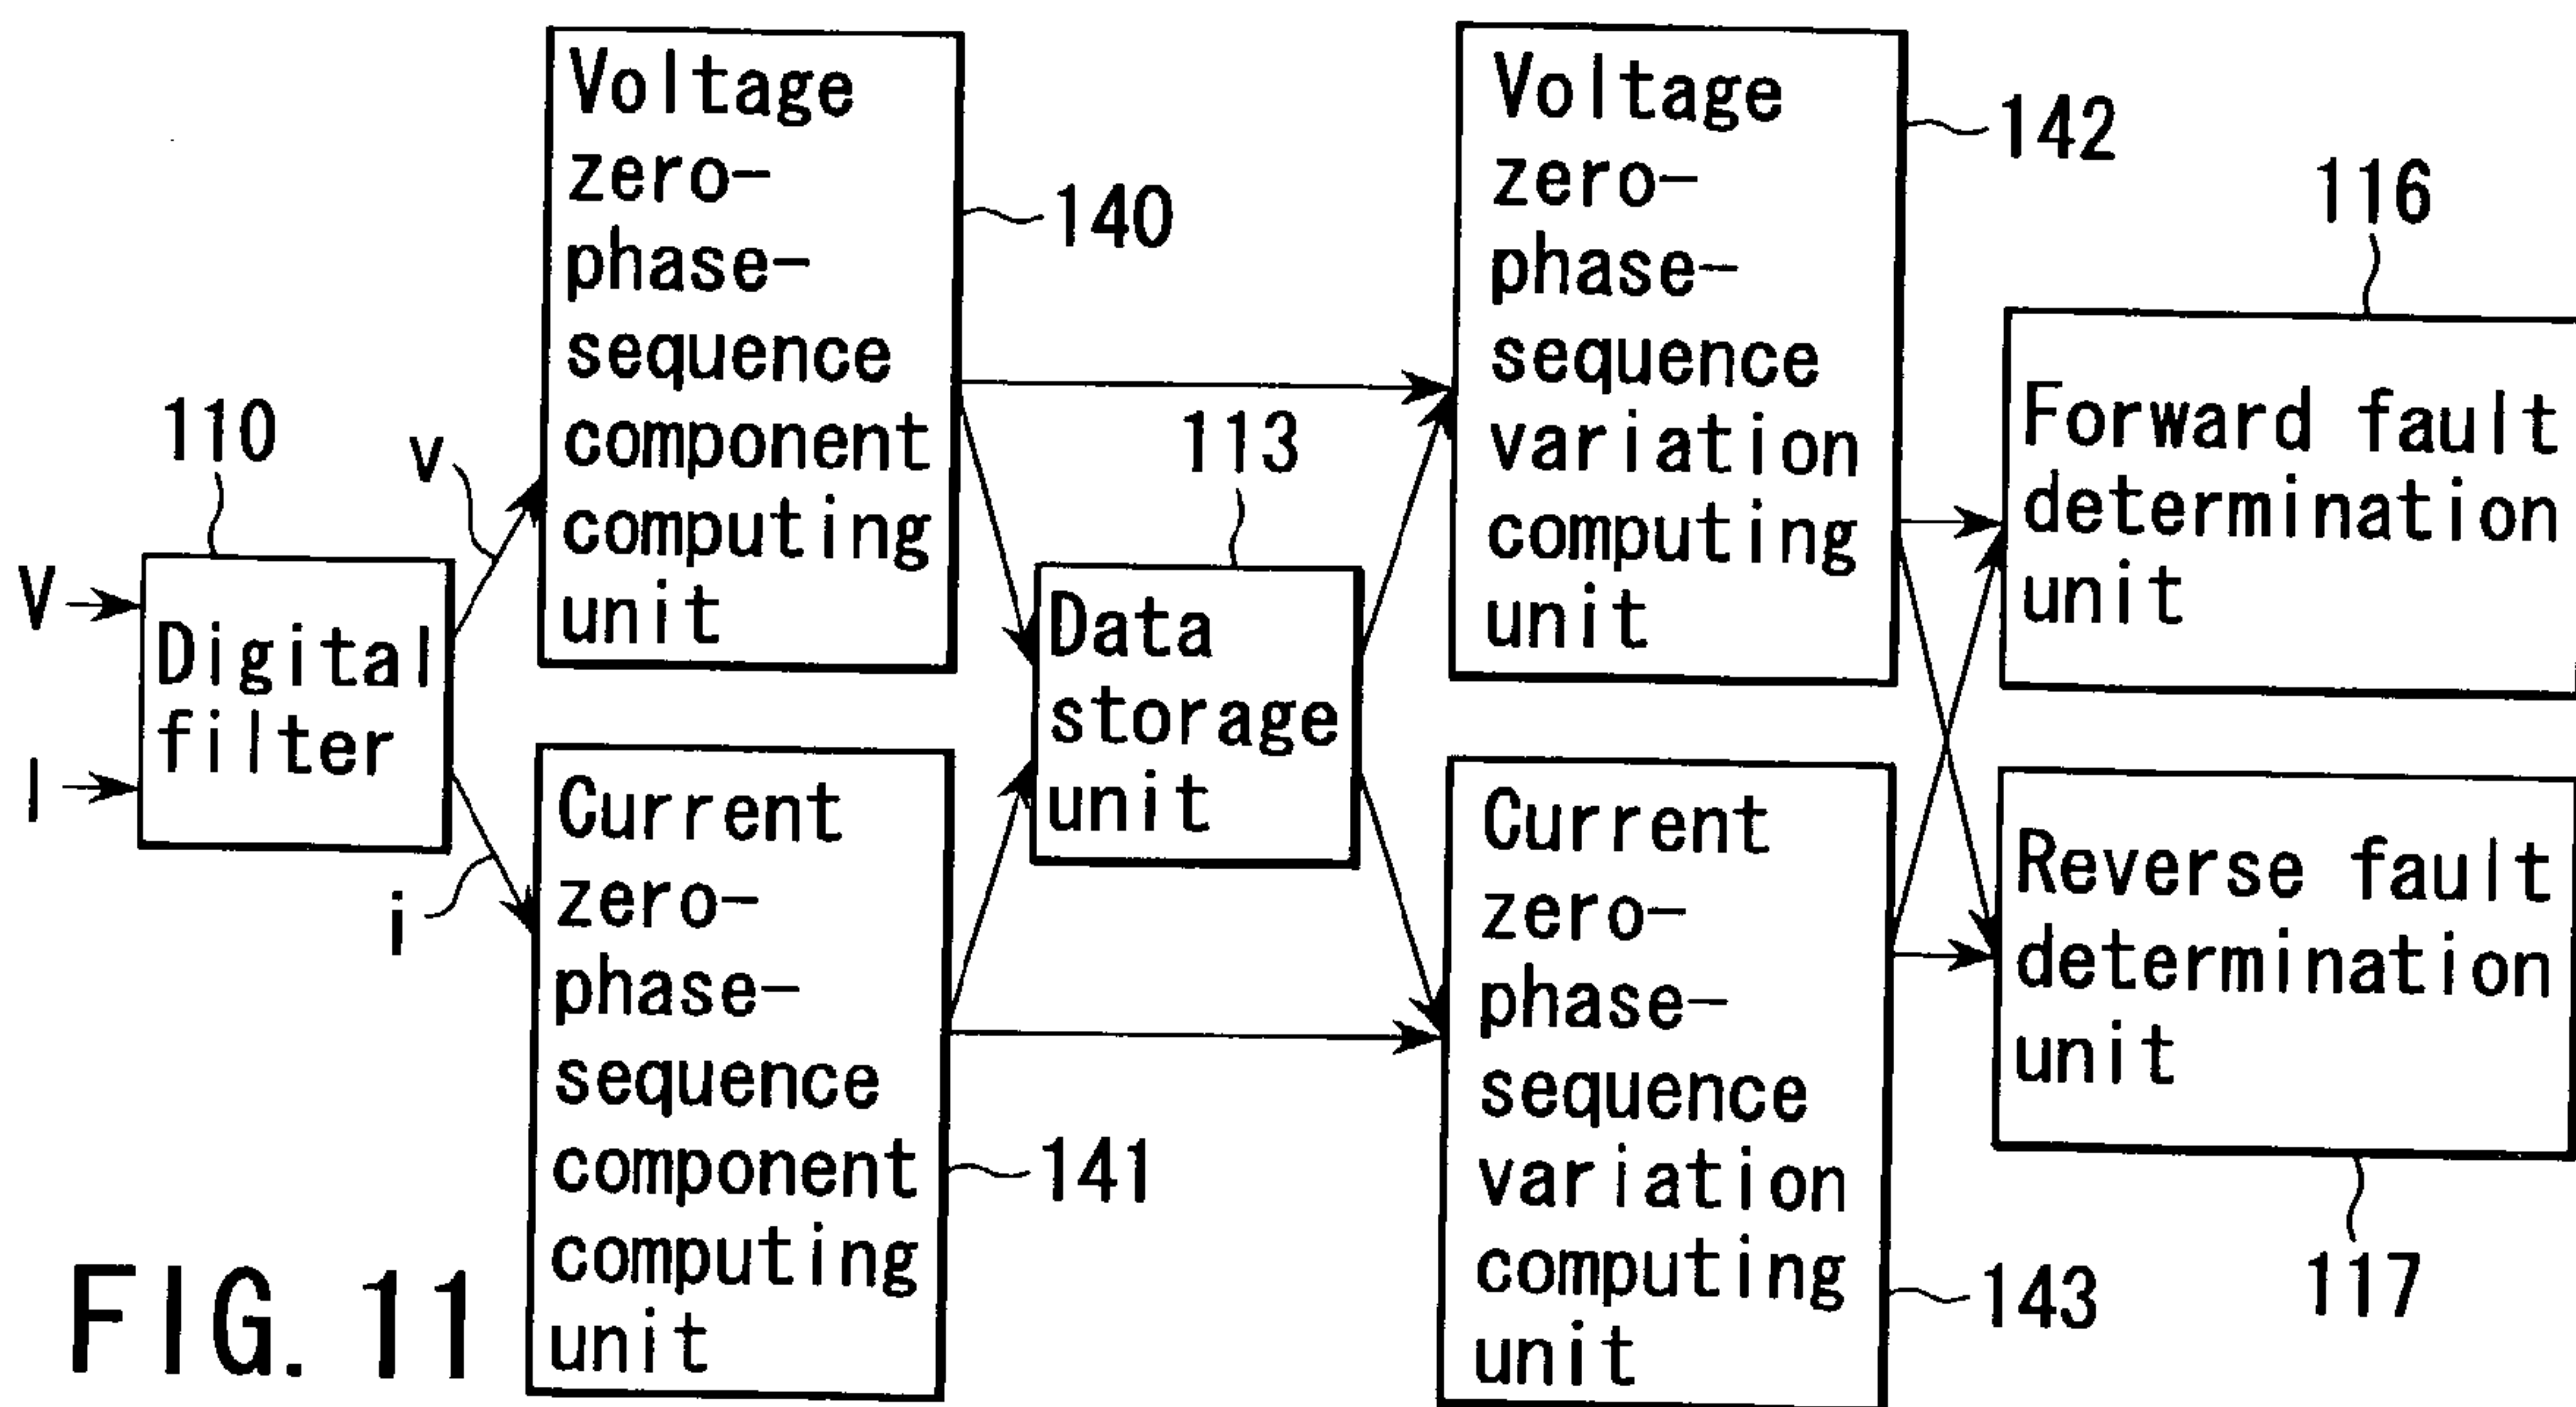 110
V
I
Digital
filter
v
i
Voltage
zero-
phase-
sequence
component
computing
unit
140
Current
zero-
phase-
sequence
component
computing
unit
141
113
Data
storage
unit
Voltage
zero-
phase-
sequence
variation
computing
unit
142
Current
zero-
phase-
sequence
variation
computing
unit
143
116
Forward fault
determination
unit
Reverse fault
determination
unit
117
FIG. 11